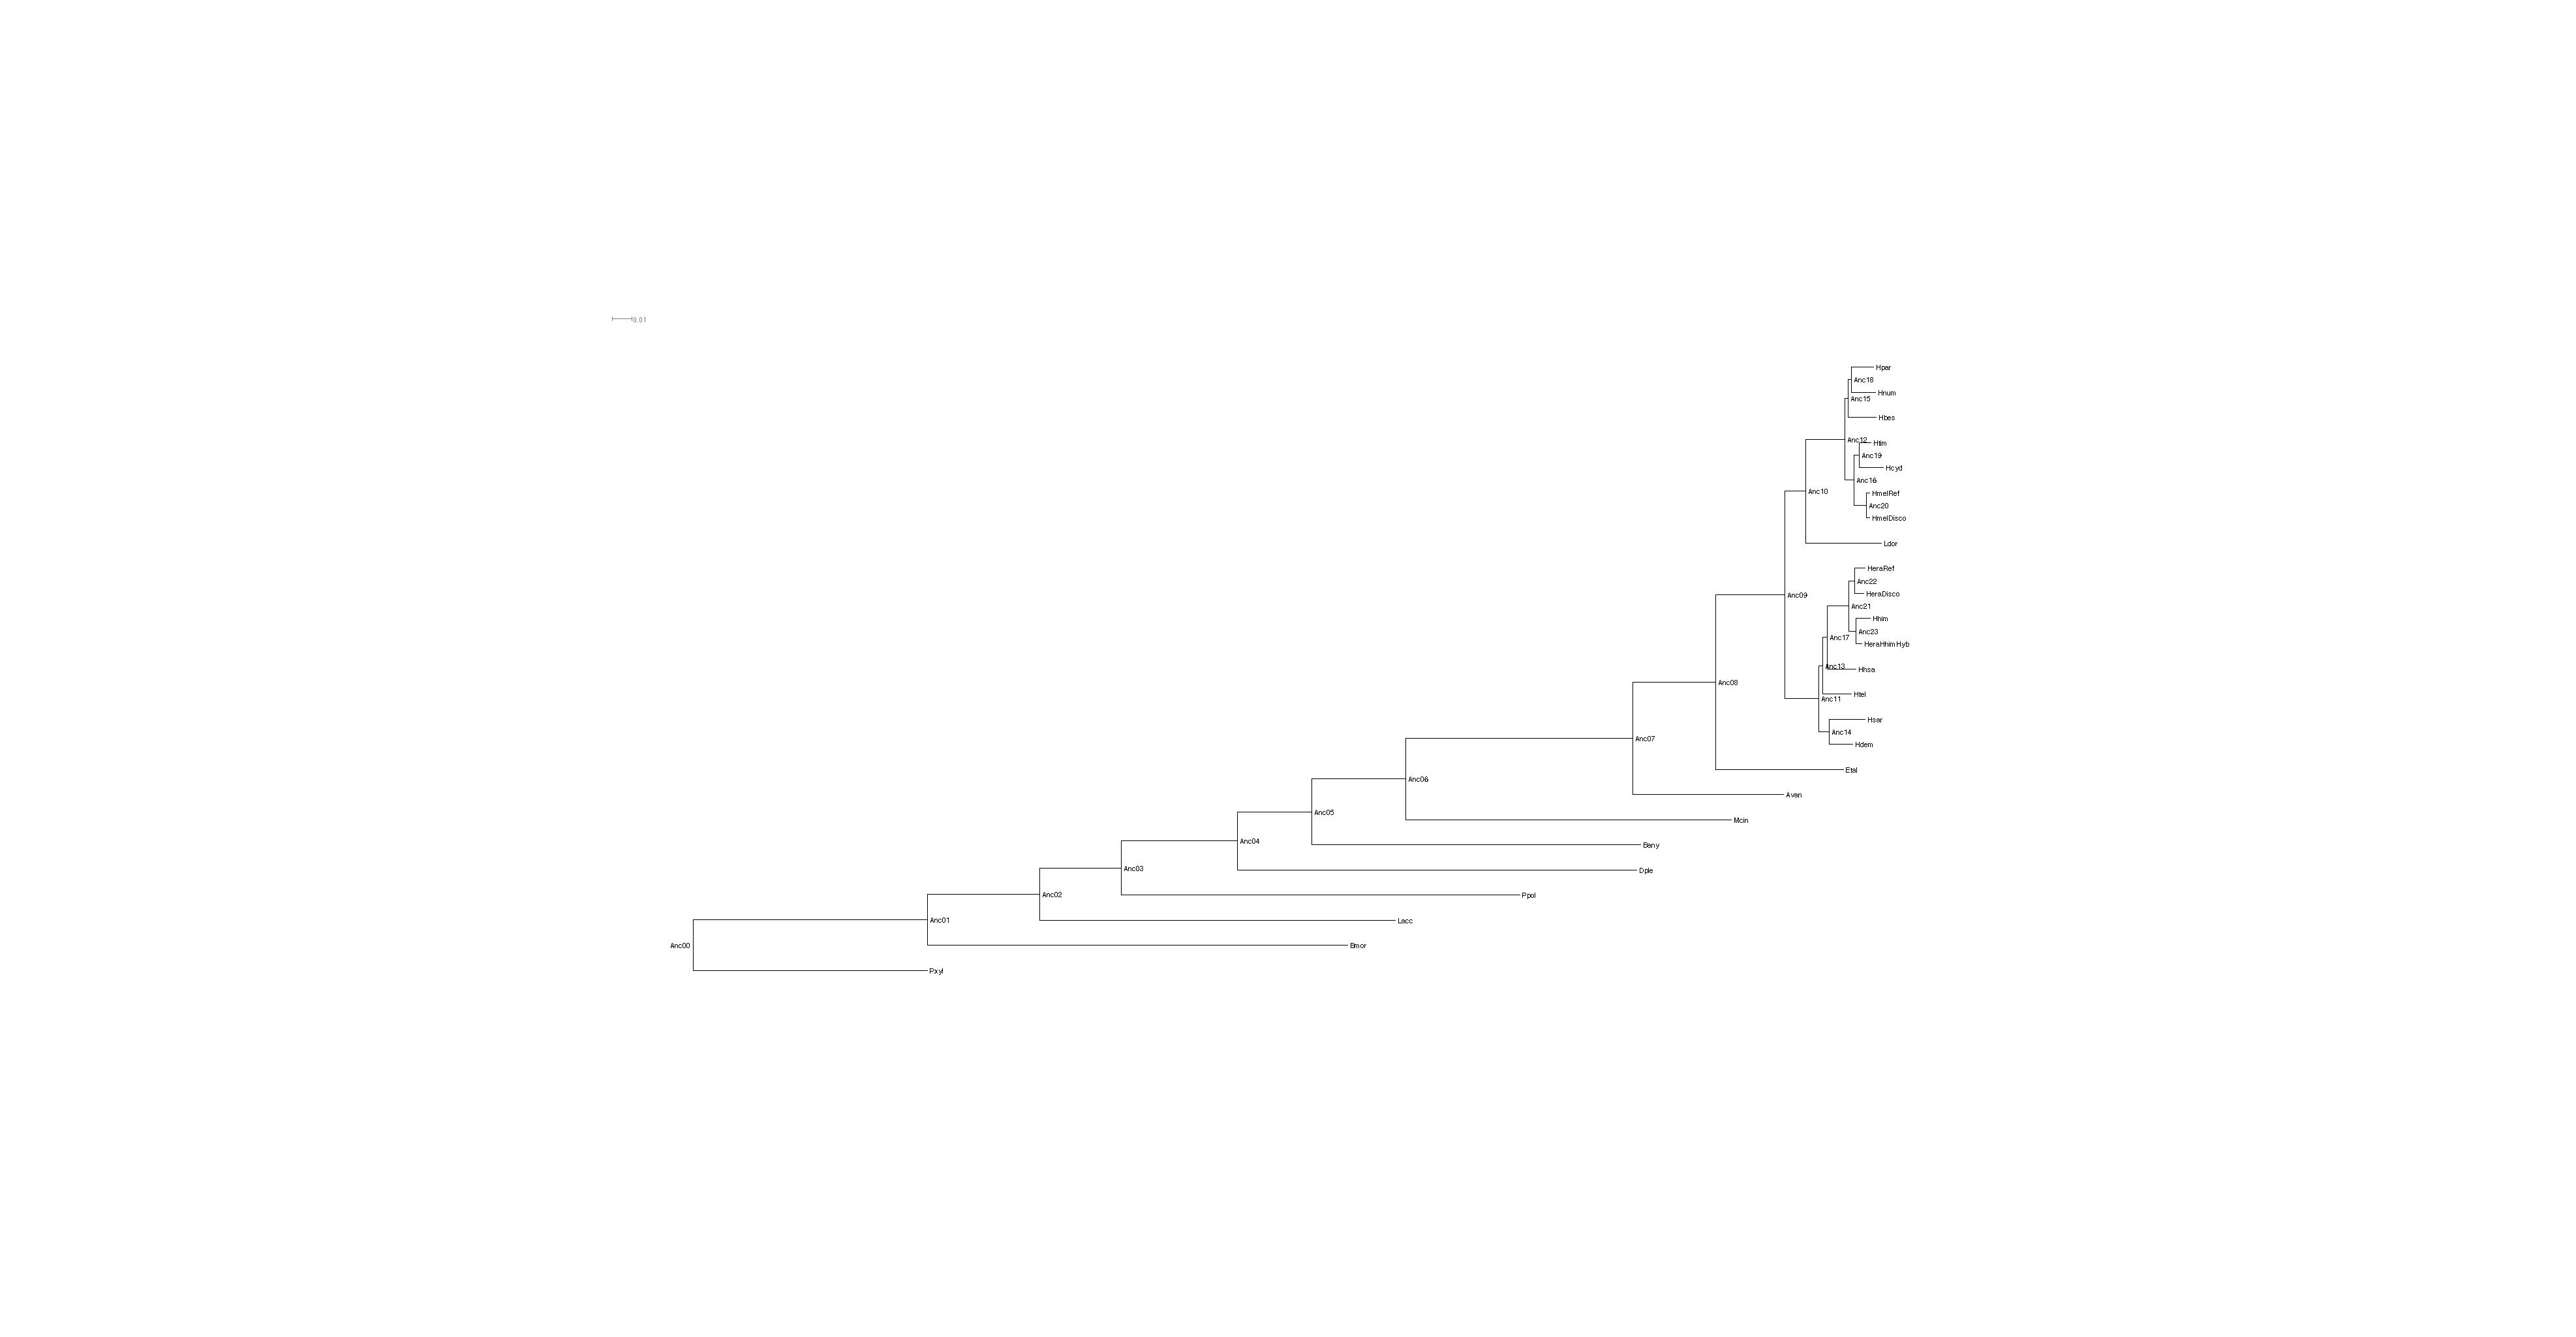 0.01
Hpar
Anc18
Hnum
Anc15
Hbes
Anc12
Htim
Anc19
Hcyd
Anc16
HmelRef
Anc10
Anc20
HmelDisco
Ldor
HeraRef
Anc22
HeraDisco
Anc09
Anc21
Hhim
Anc23
Anc17
HeraHhimHyb
Anc13
Hhsa
Anc08
Htel
Anc11
Hsar
Anc14
Anc07
Hdem
Etal
Anc06
Avan
Anc05
Mcin
Anc04
Bany
Anc03
Dple
Anc02
Ppol
Anc01
Lacc
Anc00
Bmor
Pxyl